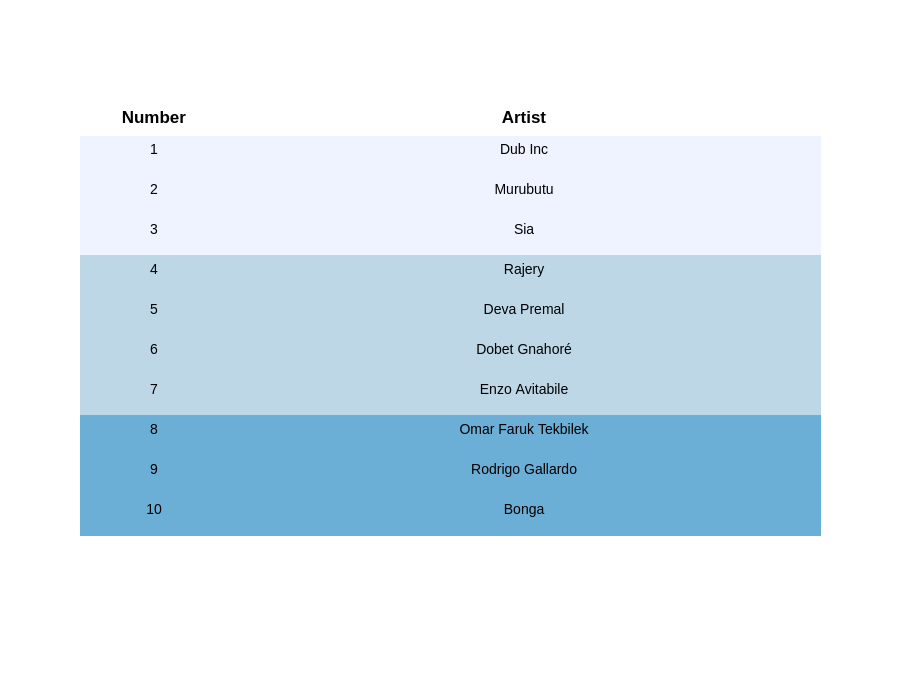 Number Artist
1 Dub Inc
2 Murubutu
3 Sia
4 Rajery
5 Deva Premal
6 Dobet Gnahoré
7 Enzo Avitabile
8 Omar Faruk Tekbilek
9 Rodrigo Gallardo
10 Bonga